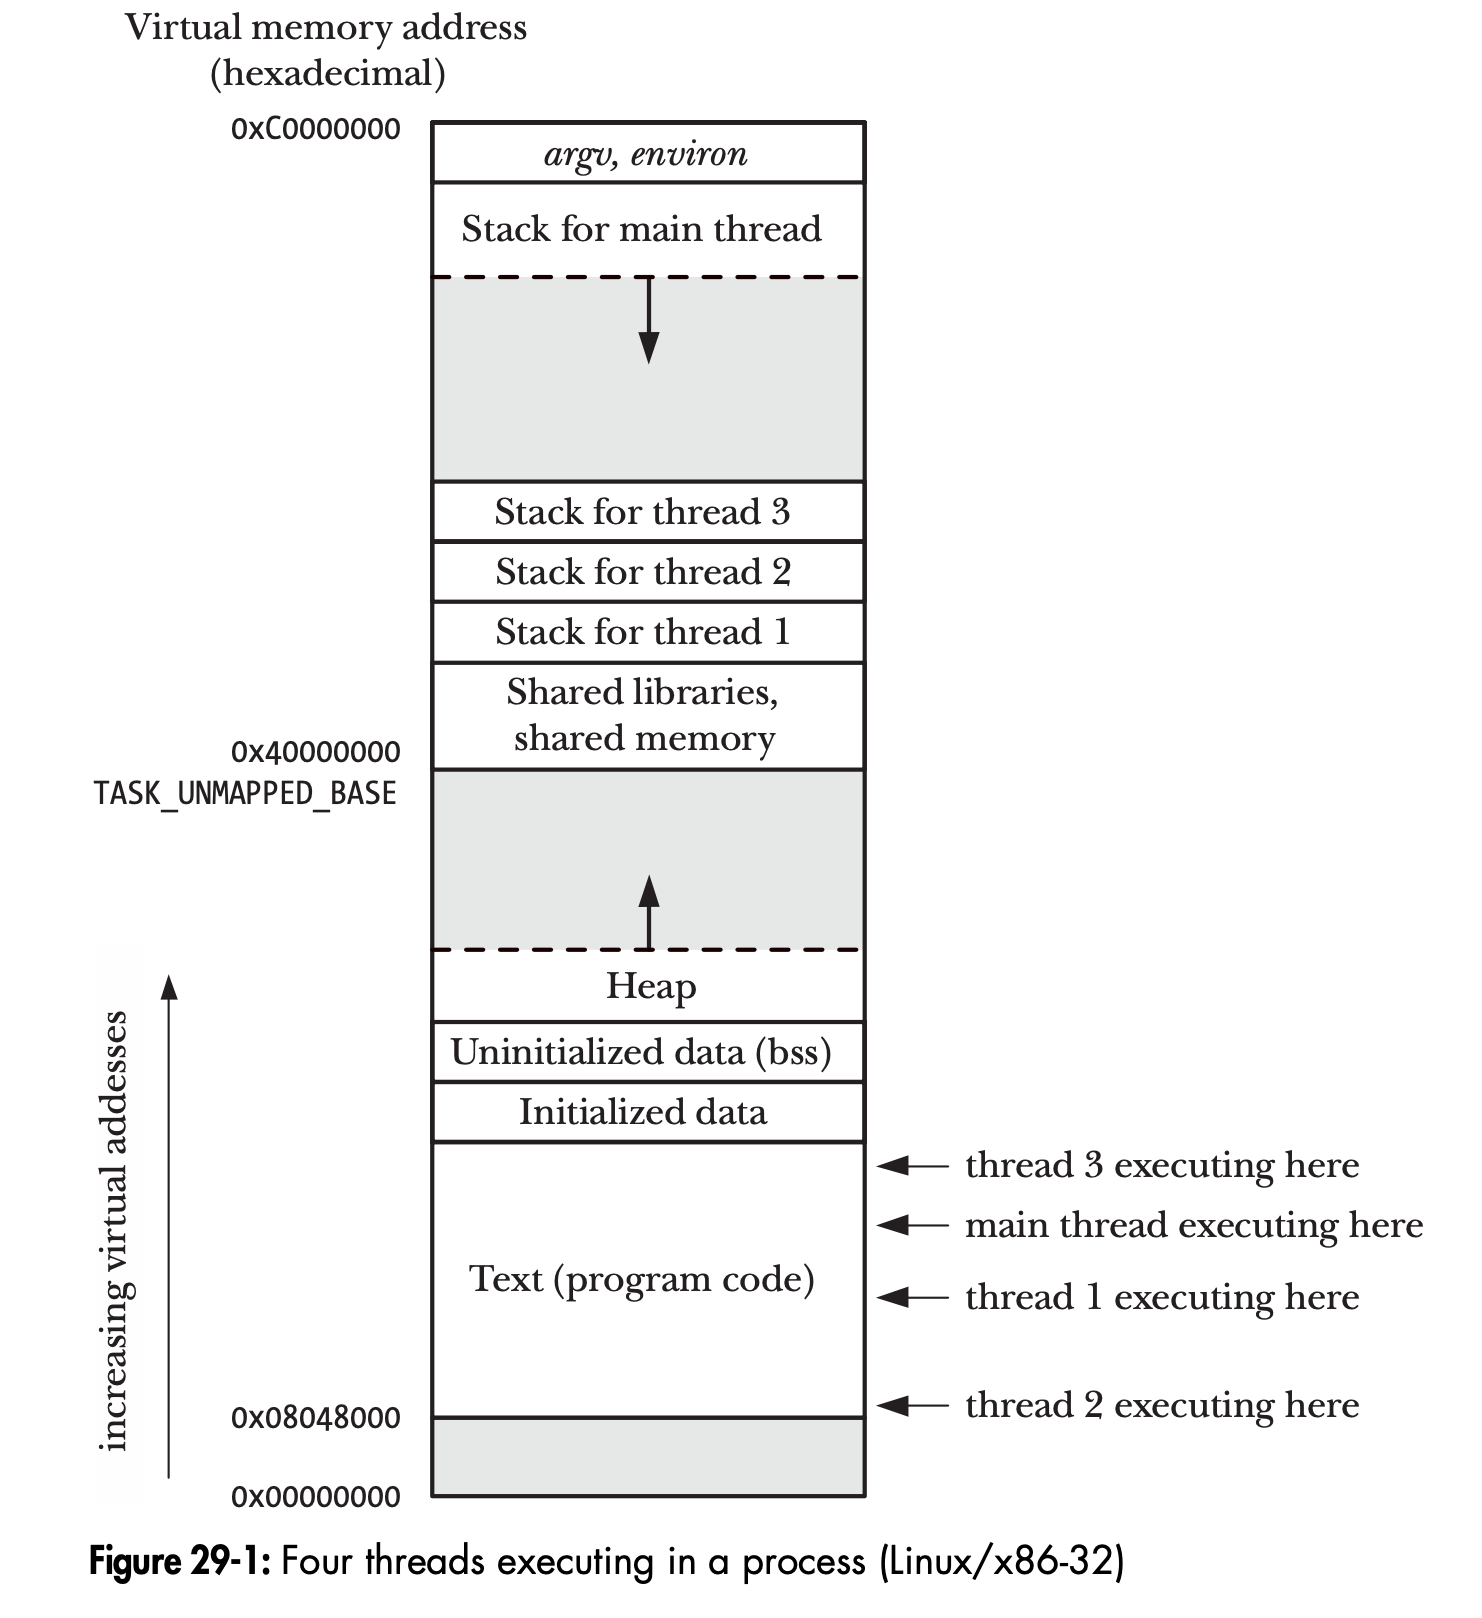 Virtual memory address
(hexadecimal)
0xC0000000
argv, environ
Stack for main thread
Stack for thread 3
Stack for thread 2
Stack for thread 1
Shared libraries,
shared memory
0x40000000
TASK_UNMAPPED_BASE
Heap
Uninitialized data (bss)
Initialized data
increasing virtual addesses
Text (program code)
thread 3 executing here
main thread executing here
thread 1 executing here
thread 2 executing here
0x08048000
0x00000000
Figure 29-1: Four threads executing in a process (Linux/x86-32)